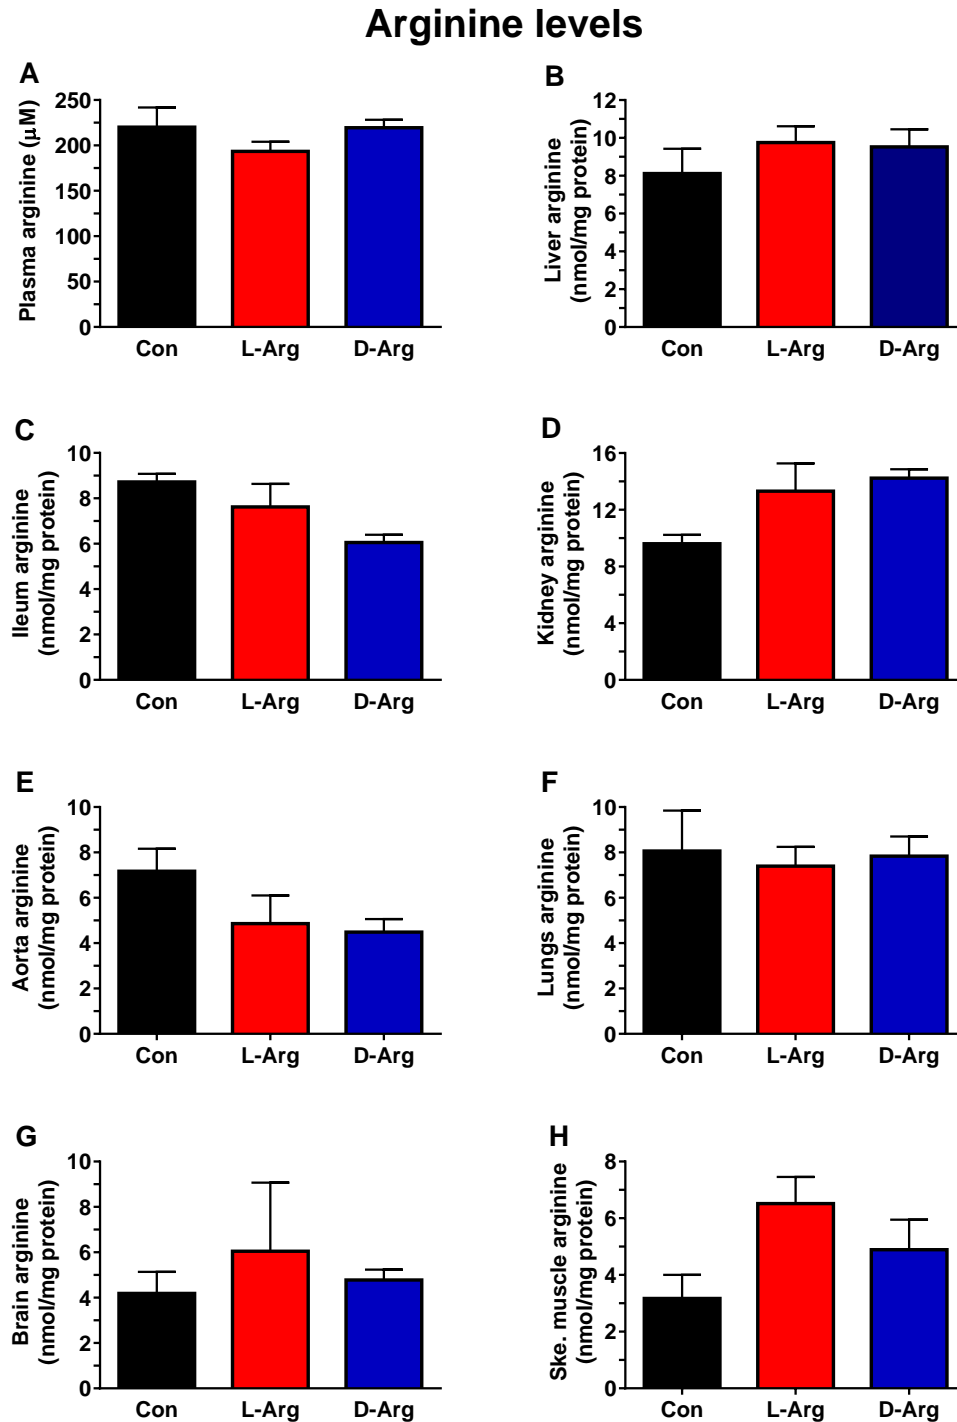 Arginine levels
A
Plasma arginine (µM)
250
200
150
100
50
0
Con L-Arg D-Arg
B
Liver arginine
(nmol/mg protein)
12
10
8
6
4
2
0
Con L-Arg D-Arg
C
Ileum arginine
(nmol/mg protein)
10
8
6
4
2
0
Con L-Arg D-Arg
D
Kidney arginine
(nmol/mg protein)
16
12
8
4
0
Con L-Arg D-Arg
E
Aorta arginine
(nmol/mg protein)
10
8
6
4
2
0
Con L-Arg D-Arg
F
Lungs arginine
(nmol/mg protein)
10
8
6
4
2
0
Con L-Arg D-Arg
G
Brain arginine
(nmol/mg protein)
10
8
6
4
2
0
Con L-Arg D-Arg
H
Ske. muscle arginine
(nmol/mg protein)
8
6
4
2
0
Con L-Arg D-Arg